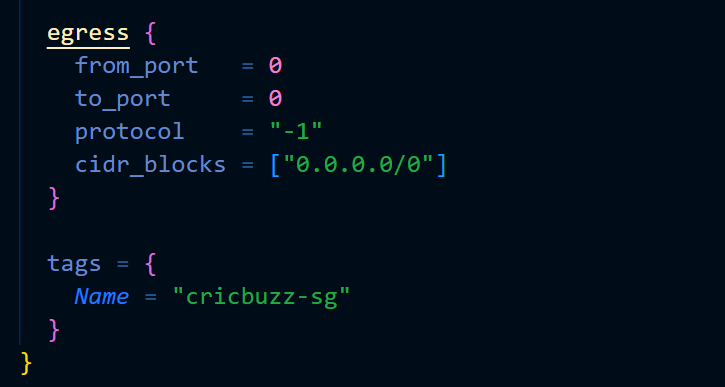 egress {
from_port = 0
to_port = 0
protocol = "-1"
cidr_blocks = ["0.0.0.0/0"]
}
tags = {
Name = "cricbuzz-sg"
}
}